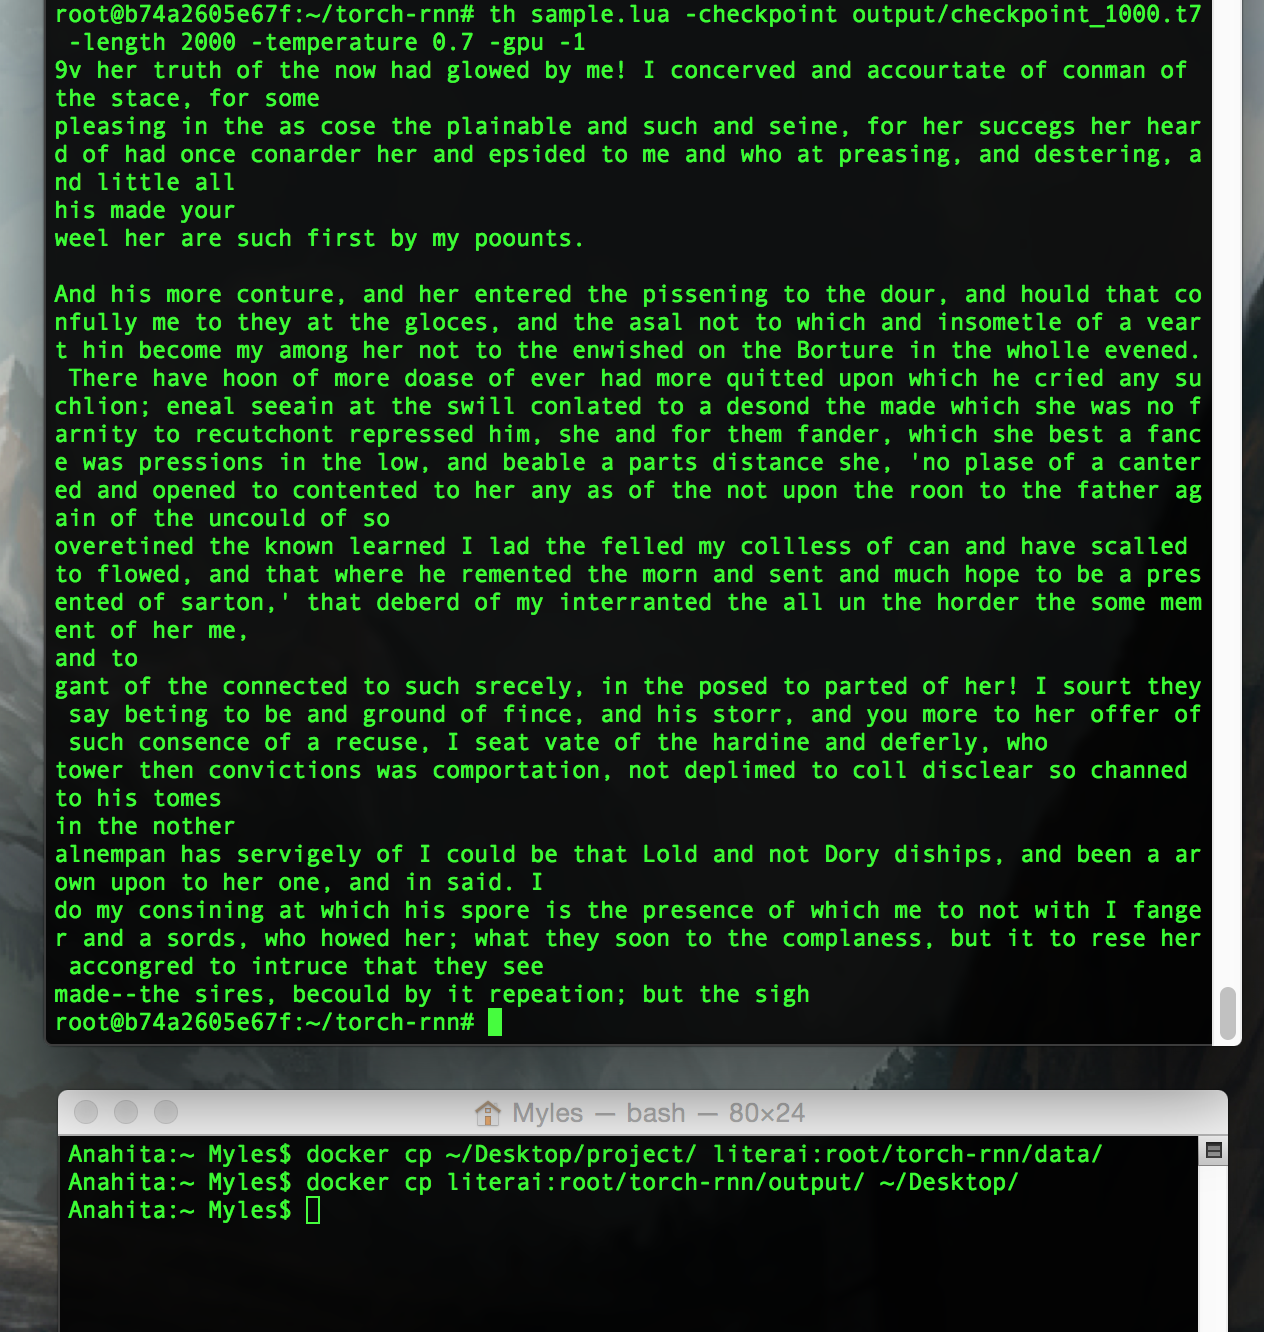 root@b74a2605e67f:~/torch-rnn# th sample.lua -checkpoint output/checkpoint_1000.t7
 -length 2000 -temperature 0.7 -gpu -1
9v her truth of the now had glowed by me! I concerved and accourtate of conman of
the stace, for some
pleasing in the as cose the plainable and such and seine, for her succegs her hear
d of had once conarder her and epsided to me and who at preasing, and destering, a
nd little all
his made your
weel her are such first by my poounts.

And his more conture, and her entered the pissening to the dour, and hould that co
nfully me to they at the gloces, and the asal not to which and insometle of a vear
t hin become my among her not to the enwished on the Borture in the wholle evened.
 There have hoon of more doase of ever had more quitted upon which he cried any su
chlion; eneal seeain at the swill conlated to a desond the made which she was no f
arnity to recutchont repressed him, she and for them fander, which she best a fanc
e was pressions in the low, and beable a parts distance she, 'no plase of a canter
ed and opened to contented to her any as of the not upon the roon to the father ag
ain of the uncould of so
overetined the known learned I lad the felled my collless of can and have scalled
to flowed, and that where he remented the morn and sent and much hope to be a pres
ented of sarton,' that deberd of my interranted the all un the horder the some mem
ent of her me,
and to
gant of the connected to such srecely, in the posed to parted of her! I sourt they
 say beting to be and ground of fince, and his storr, and you more to her offer of
 such consence of a recuse, I seat vate of the hardine and deferly, who
tower then convictions was comportation, not deplimed to coll disclear so channed
to his tomes
in the nother
alnempan has servigely of I could be that Lold and not Dory diships, and been a ar
own upon to her one, and in said. I
do my consining at which his spore is the presence of which me to not with I fange
r and a sords, who howed her; what they soon to the complaness, but it to rese her
 accongred to intruce that they see
made--the sires, becould by it repeation; but the sigh
root@b74a2605e67f:~/torch-rnn#
Myles — bash — 80×24
Anahita:~ Myles$ docker cp ~/Desktop/project/ literai:root/torch-rnn/data/
Anahita:~ Myles$ docker cp literai:root/torch-rnn/output/ ~/Desktop/
Anahita:~ Myles$